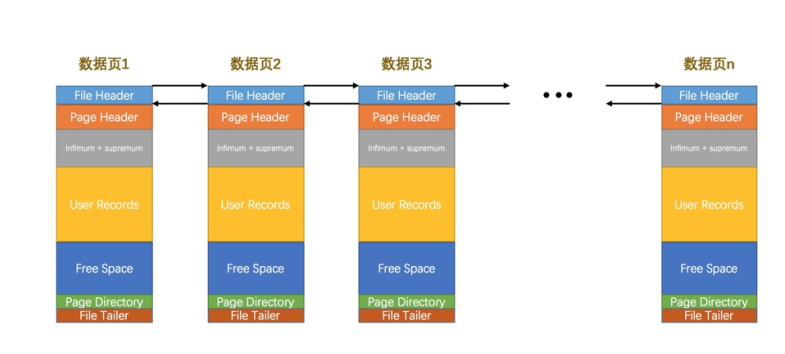 数据页1 数据页2 数据页3 数据页n
File Header File Header File Header ••• File Header
Page Header Page Header Page Header Page Header
Infimum + supremum Infimum + supremum Infimum + supremum Infimum + supremum
User Records User Records User Records User Records
Free Space Free Space Free Space Free Space
Page Directory Page Directory Page Directory Page Directory
File Tailer File Tailer File Tailer File Tailer